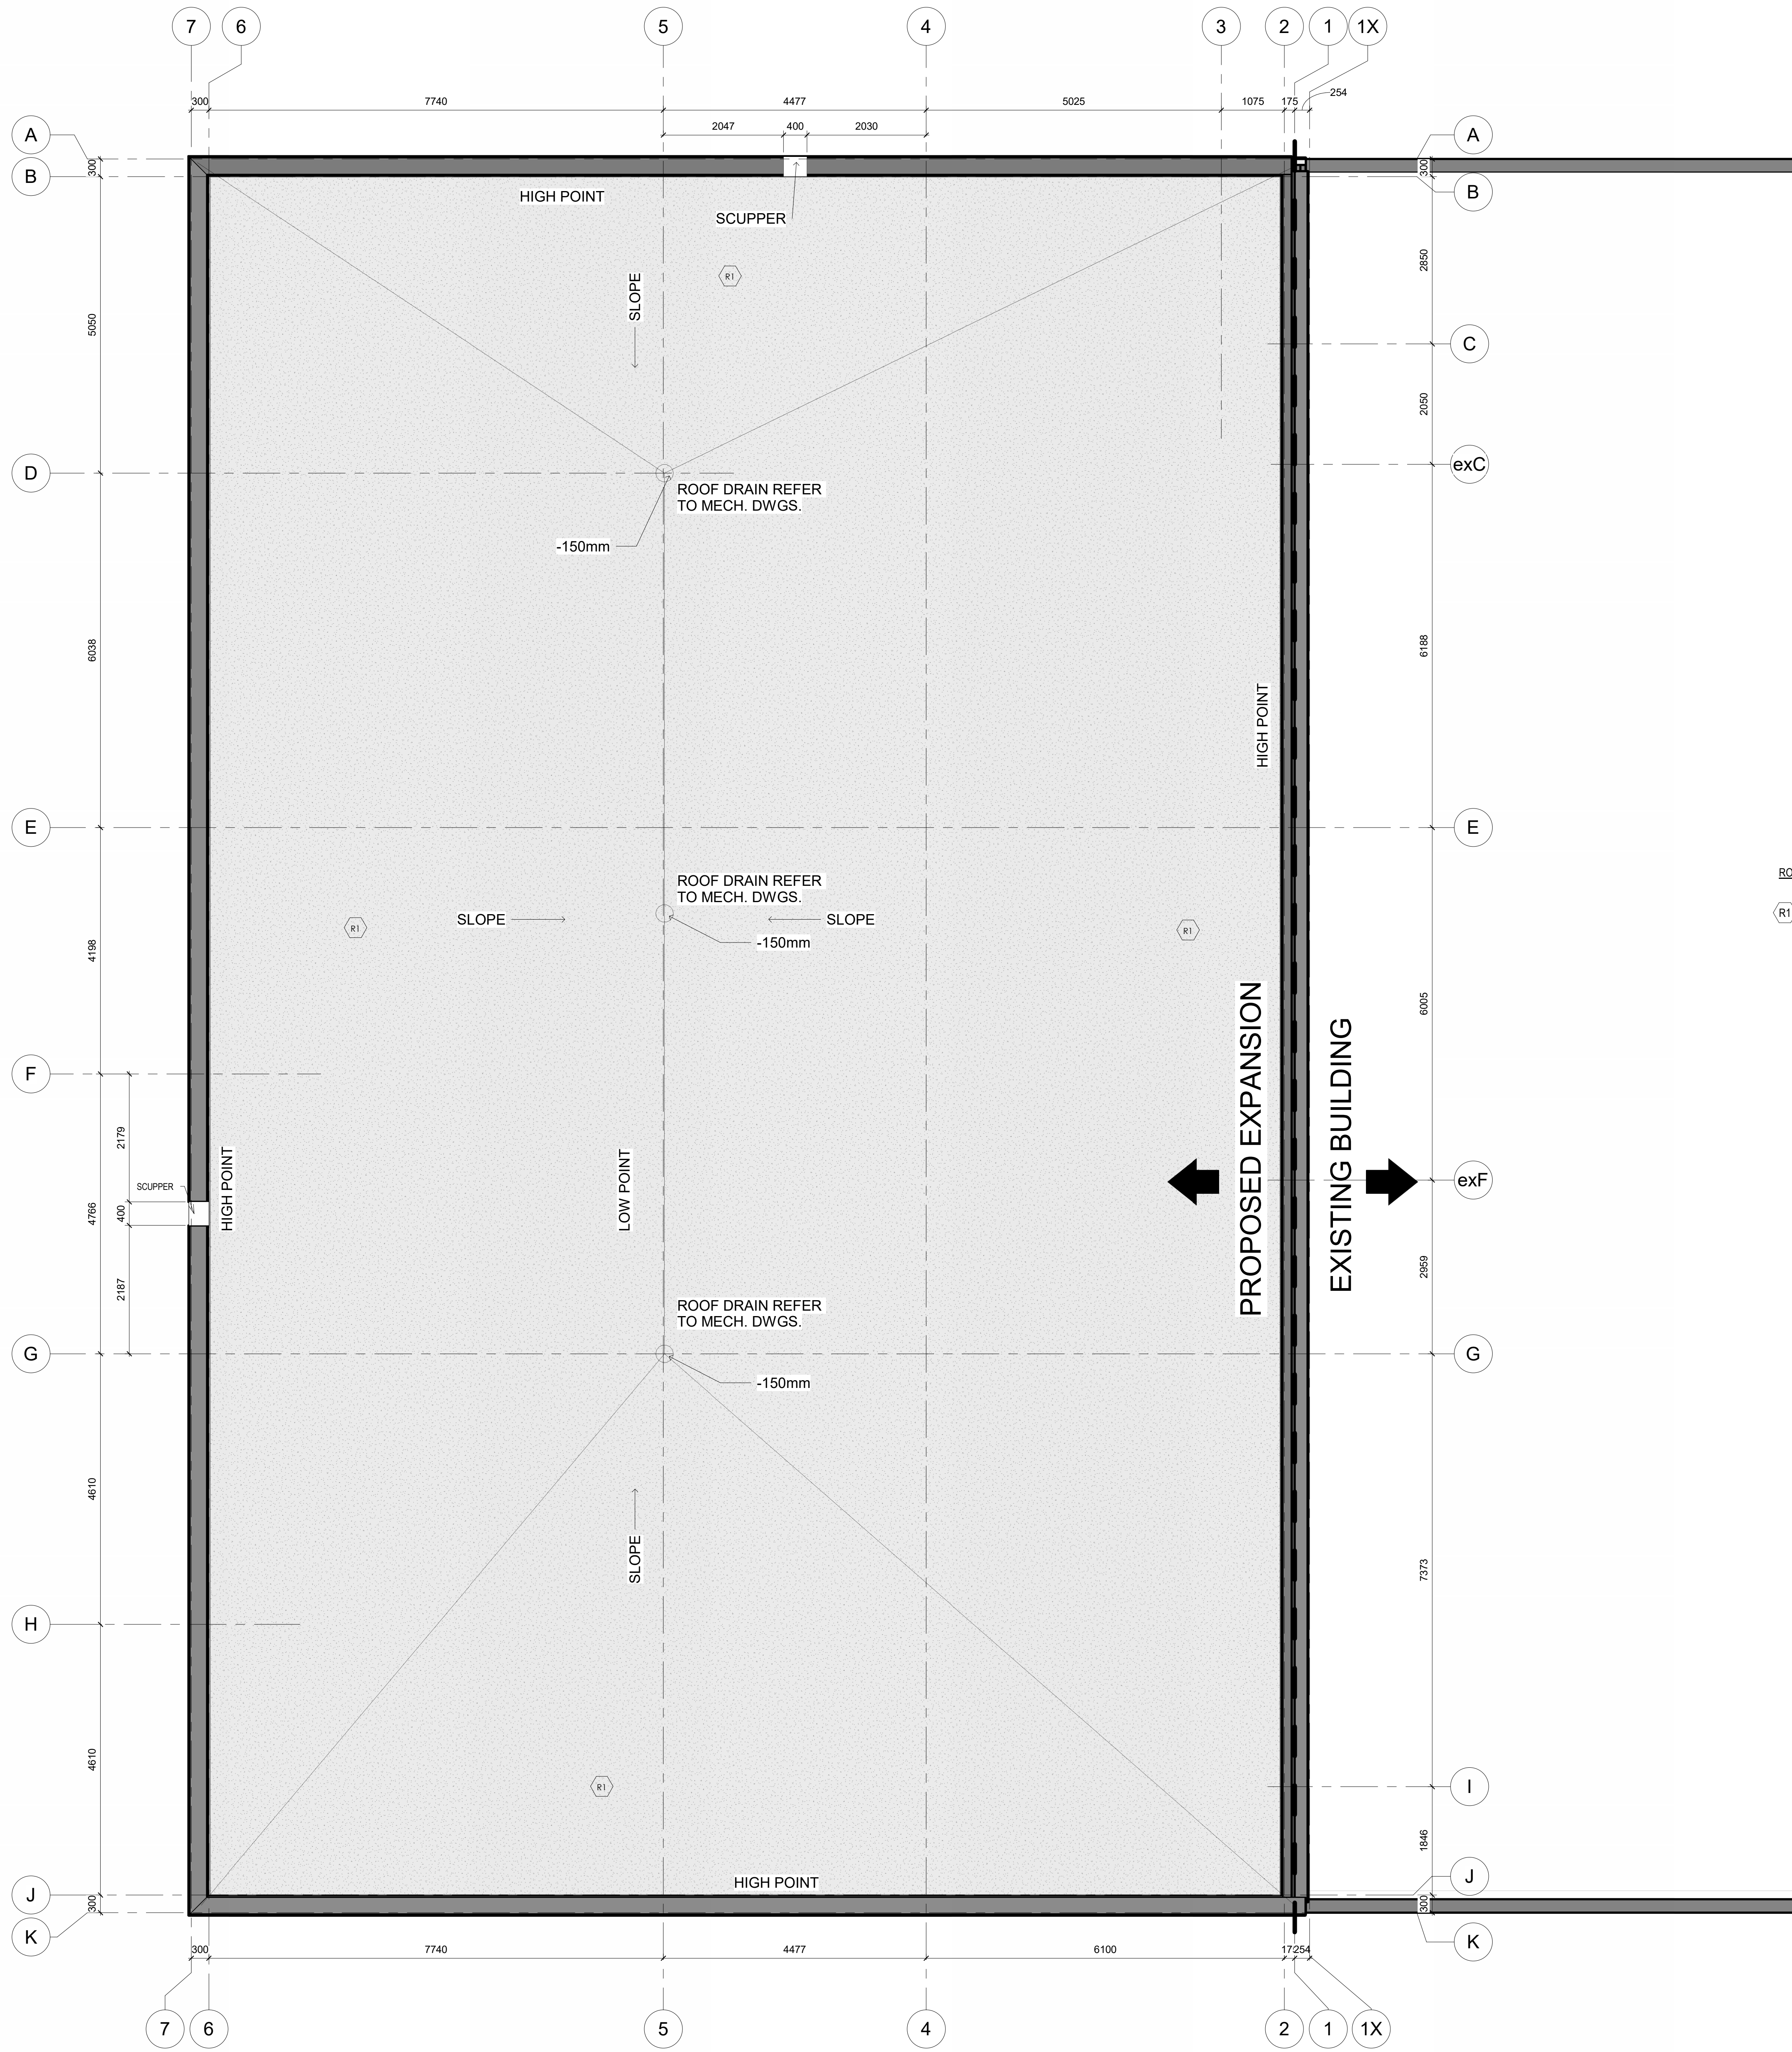 7 6 5 4 3 2 1 1X
300 7740 4477 5025 1075 175 254
2047 400 2030
A
A
300
300
B
B
HIGH POINT
SCUPPER
2850
R1
SLOPE
5050
C
2050
D
exC
ROOF DRAIN REFER
TO MECH. DWGS.
-150mm
6038
6188
HIGH POINT
E
E
RO
ROOF DRAIN REFER
TO MECH. DWGS.
R1
SLOPE
SLOPE
R1
R1
-150mm
4198
6005
PROPOSED EXPANSION
EXISTING BUILDING
F
2179
SCUPPER
HIGH POINT
LOW POINT
exF
4766
400
2959
2187
ROOF DRAIN REFER
TO MECH. DWGS.
G
G
-150mm
4610
SLOPE
7373
H
4610
R1
I
1846
HIGH POINT
J
J
300
300
K
K
300 7740 4477 6100 17 254
7 6 5 4 2 1 1X